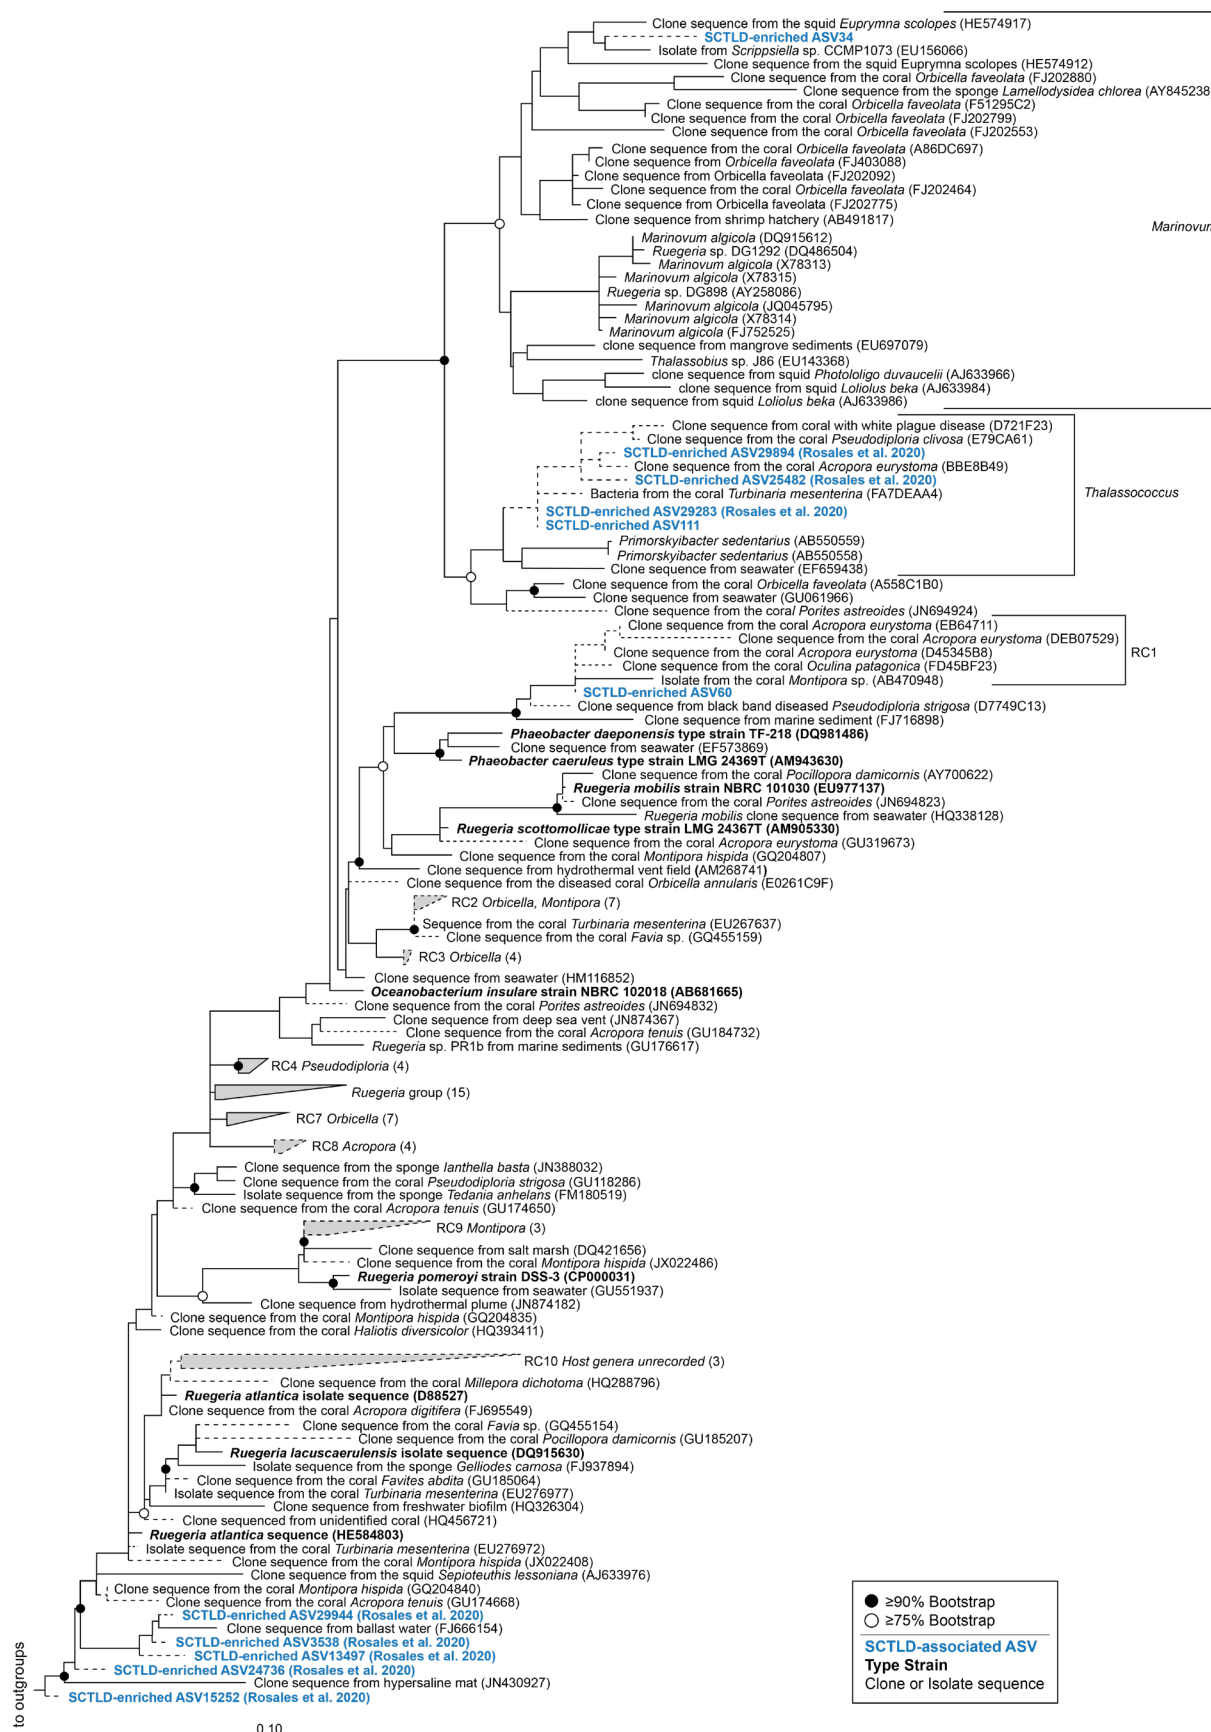 Clone sequence from the squid Euprymna scolopes (HE574917)
SCTLD-enriched ASV34
Isolate from Scrippsiella sp. CCMP1073 (EU156066)
Clone sequence from the squid Euprymna scolopes (HE574912)
Clone sequence from the coral Orbicella faveolata (FJ202880)
Clone sequence from the sponge Lamellodysidea chlorea (AY845238
Clone sequence from the coral Orbicella faveolata (F51295C2)
Clone sequence from the coral Orbicella faveolata (FJ202799)
Clone sequence from the coral Orbicella faveolata (FJ202553)
Clone sequence from the coral Orbicella faveolata (A86DC697)
Clone sequence from Orbicella faveolata (FJ403088)
Clone sequence from Orbicella faveolata (FJ202092)
Clone sequence from the coral Orbicella faveolata (FJ202464)
Clone sequence from Orbicella faveolata (FJ202775)
Clone sequence from shrimp hatchery (AB491817)
Marinovum
Marinovum algicola (DQ915612)
Ruegeria sp. DG1292 (DQ486504)
Marinovum algicola (X78313)
Marinovum algicola (X78315)
Ruegeria sp. DG898 (AY258086)
Marinovum algicola (JQ045795)
Marinovum algicola (X78314)
Marinovum algicola (FJ752525)
clone sequence from mangrove sediments (EU697079)
Thalassobius sp. J86 (EU143368)
clone sequence from squid Photololigo duvaucelii (AJ633966)
clone sequence from squid Loliolus beka (AJ633984)
clone sequence from squid Loliolus beka (AJ633986)
Clone sequence from coral with white plague disease (D721F23)
Clone sequence from the coral Pseudodiploria clivosa (E79CA61)
SCTLD-enriched ASV29894 (Rosales et al. 2020)
Clone sequence from the coral Acropora eurystoma (BBE8B49)
SCTLD-enriched ASV25482 (Rosales et al. 2020)
Bacteria from the coral Turbinaria mesenterina (FA7DEAA4)
Thalassococcus
SCTLD-enriched ASV29283 (Rosales et al. 2020)
SCTLD-enriched ASV111
Primorskyibacter sedentarius (AB550559)
Primorskyibacter sedentarius (AB550558)
Clone sequence from seawater (EF659438)
Clone sequence from the coral Orbicella faveolata (A558C1B0)
Clone sequence from seawater (GU061966)
Clone sequence from the coral Porites astreoides (JN694924)
Clone sequence from the coral Acropora eurystoma (EB64711)
Clone sequence from the coral Acropora eurystoma (DEB07529)
Clone sequence from the coral Acropora eurystoma (D45345B8)
RC1
Clone sequence from the coral Oculina patagonica (FD45BF23)
Isolate from the coral Montipora sp. (AB470948)
SCTLD-enriched ASV60
Clone sequence from black band diseased Pseudodiploria strigosa (D7749C13)
Clone sequence from marine sediment (FJ716898)
Phaeobacter daeponensis type strain TF-218 (DQ981486)
Clone sequence from seawater (EF573869)
Phaeobacter caeruleus type strain LMG 24369T (AM943630)
Clone sequence from the coral Pocillopora damicornis (AY700622)
Ruegeria mobilis strain NBRC 101030 (EU977137)
Clone sequence from the coral Porites astreoides (JN694823)
Ruegeria mobilis clone sequence from seawater (HQ338128)
Ruegeria scottomollicae type strain LMG 24367T (AM905330)
Clone sequence from the coral Acropora eurystoma (GU319673)
Clone sequence from the coral Montipora hispida (GQ204807)
Clone sequence from hydrothermal vent field (AM268741)
Clone sequence from the diseased coral Orbicella annularis (E0261C9F)
RC2 Orbicella, Montipora (7)
Sequence from the coral Turbinaria mesenterina (EU267637)
Clone sequence from the coral Favia sp. (GQ455159)
RC3 Orbicella (4)
Clone sequence from seawater (HM116852)
Oceanobacterium insulare strain NBRC 102018 (AB681665)
Clone sequence from the coral Porites astreoides (JN694832)
Clone sequence from deep sea vent (JN874367)
Clone sequence from the coral Acropora tenuis (GU184732)
Ruegeria sp. PR1b from marine sediments (GU176617)
RC4 Pseudodiploria (4)
Ruegeria group (15)
RC7 Orbicella (7)
RC8 Acropora (4)
Clone sequence from the sponge Ianthella basta (JN388032)
Clone sequence from the coral Pseudodiploria strigosa (GU118286)
Isolate sequence from the sponge Tedania anhelans (FM180519)
Clone sequence from the coral Acropora tenuis (GU174650)
RC9 Montipora (3)
Clone sequence from salt marsh (DQ421656)
Clone sequence from the coral Montipora hispida (JX022486)
Ruegeria pomeroyi strain DSS-3 (CP000031)
Isolate sequence from seawater (GU551937)
Clone sequence from hydrothermal plume (JN874182)
Clone sequence from the coral Montipora hispida (GQ204835)
Clone sequence from the coral Haliotis diversicolor (HQ393411)
RC10 Host genera unrecorded (3)
Clone sequence from the coral Millepora dichotoma (HQ288796)
Ruegeria atlantica isolate sequence (D88527)
Clone sequence from the coral Acropora digitifera (FJ695549)
Clone sequence from the coral Favia sp. (GQ455154)
Clone sequence from the coral Pocillopora damicornis (GU185207)
Ruegeria lacuscaerulensis isolate sequence (DQ915630)
Isolate sequence from the sponge Gelliodes carnosa (FJ937894)
Clone sequence from the coral Favites abdita (GU185064)
Isolate sequence from the coral Turbinaria mesenterina (EU276977)
Clone sequence from freshwater biofilm (HQ326304)
Clone sequenced from unidentified coral (HQ456721)
Ruegeria atlantica sequence (HE584803)
Isolate sequence from the coral Turbinaria mesenterina (EU276972)
Clone sequence from the coral Montipora hispida (JX022408)
Clone sequence from the squid Sepioteuthis lessoniana (AJ633976)
Clone sequence from the coral Montipora hispida (GQ204840)
Clone sequence from the coral Acropora tenuis (GU174668)
SCTLD-enriched ASV29944 (Rosales et al. 2020)
Clone sequence from ballast water (FJ666154)
SCTLD-enriched ASV3538 (Rosales et al. 2020)
SCTLD-enriched ASV13497 (Rosales et al. 2020)
SCTLD-enriched ASV24736 (Rosales et al. 2020)
Clone sequence from hypersaline mat (JN430927)
SCTLD-enriched ASV15252 (Rosales et al. 2020)
to outgroups
≥90% Bootstrap
≥75% Bootstrap
SCTLD-associated ASV
Type Strain
Clone or Isolate sequence
0.10